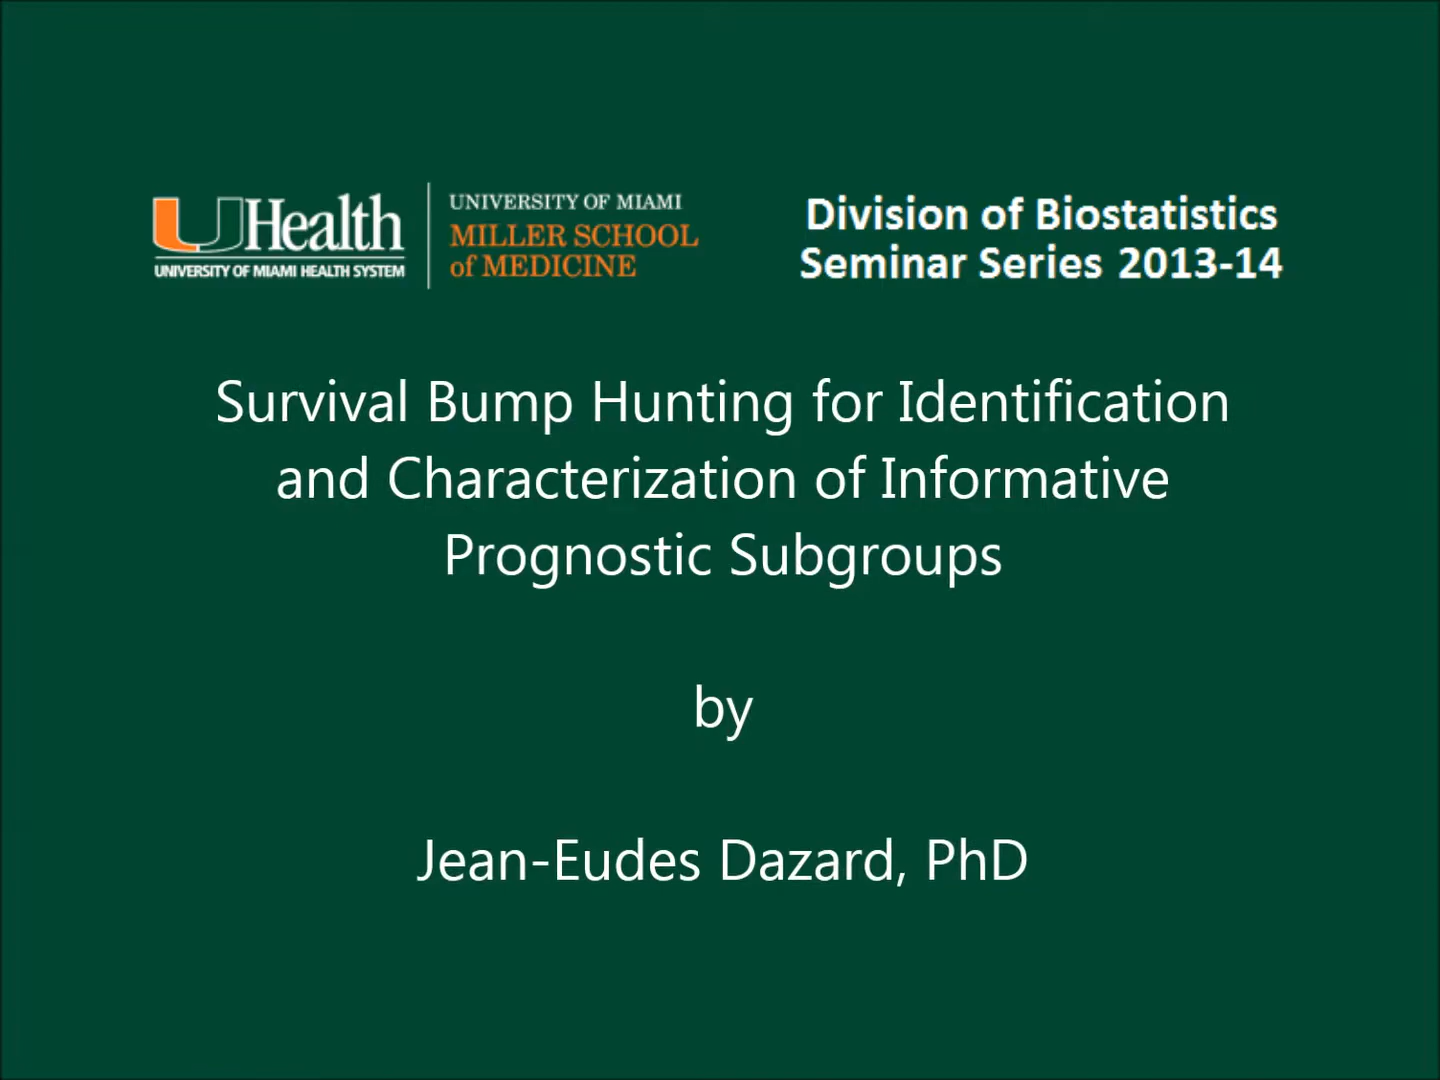 UHealth
UNIVERSITY OF MIAMI HEALTH SYSTEM
UNIVERSITY OF MIAMI
MILLER SCHOOL
of MEDICINE
Division of Biostatistics
Seminar Series 2013-14
Survival Bump Hunting for Identification
and Characterization of Informative
Prognostic Subgroups
by
Jean-Eudes Dazard, PhD